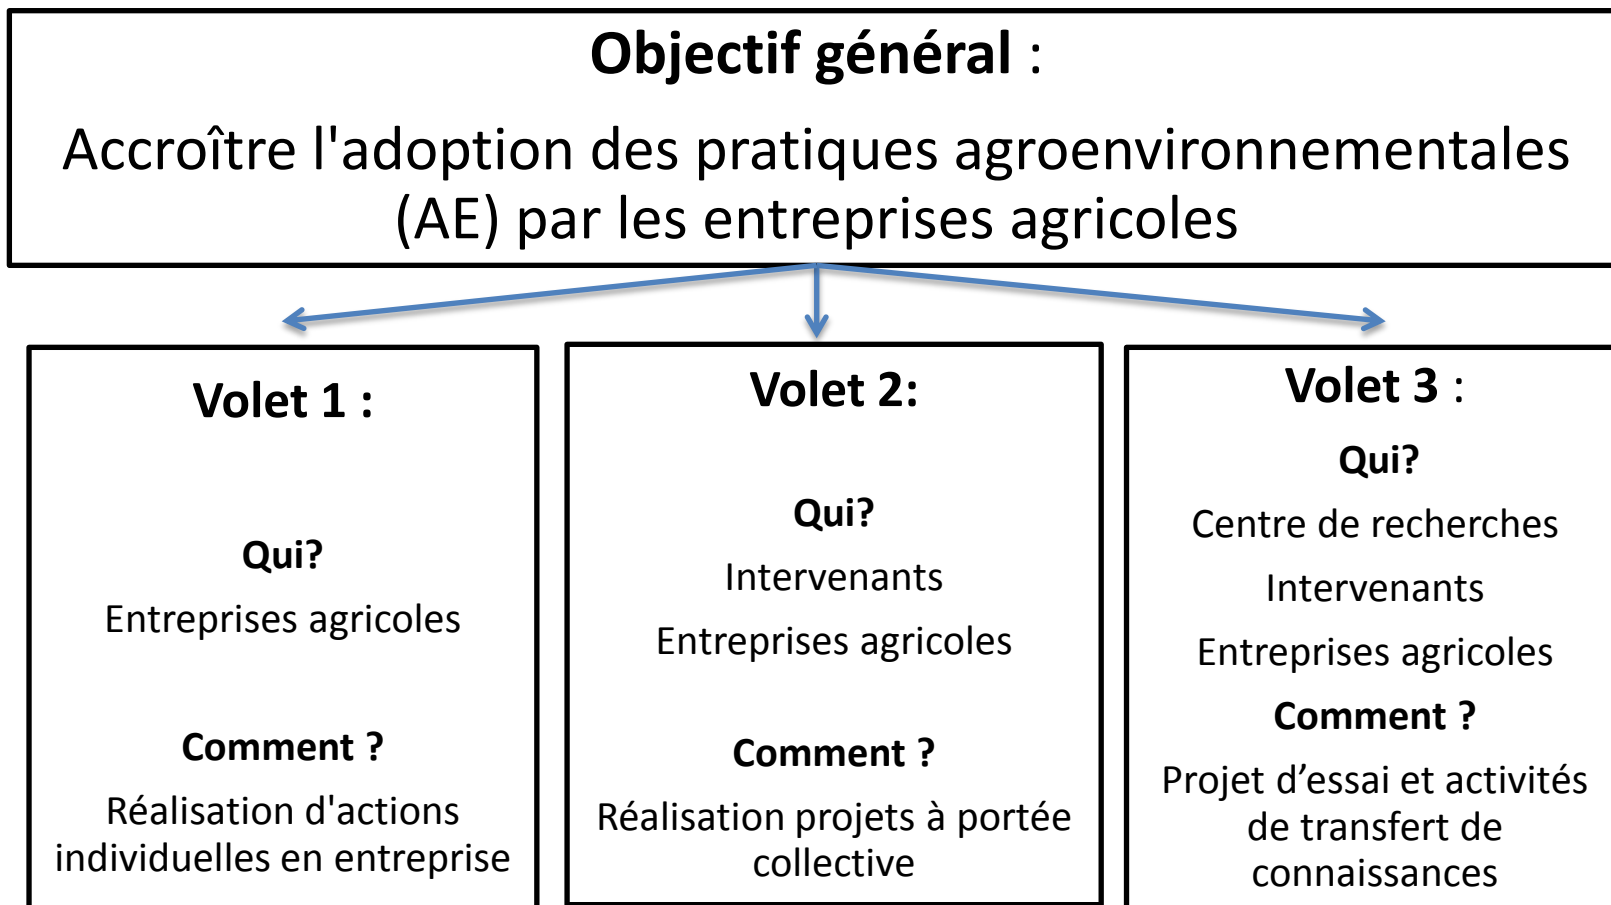 Objectif général :
Accroître l'adoption des pratiques agroenvironnementales
(AE) par les entreprises agricoles
Volet 1 :
Qui?
Entreprises agricoles
Comment ?
Réalisation d'actions
individuelles en entreprise
Volet 2:
Qui?
Intervenants
Entreprises agricoles
Comment ?
Réalisation projets à portée
collective
Volet 3 :
Qui?
Centre de recherches
Intervenants
Entreprises agricoles
Comment ?
Projet d’essai et activités
de transfert de
connaissances